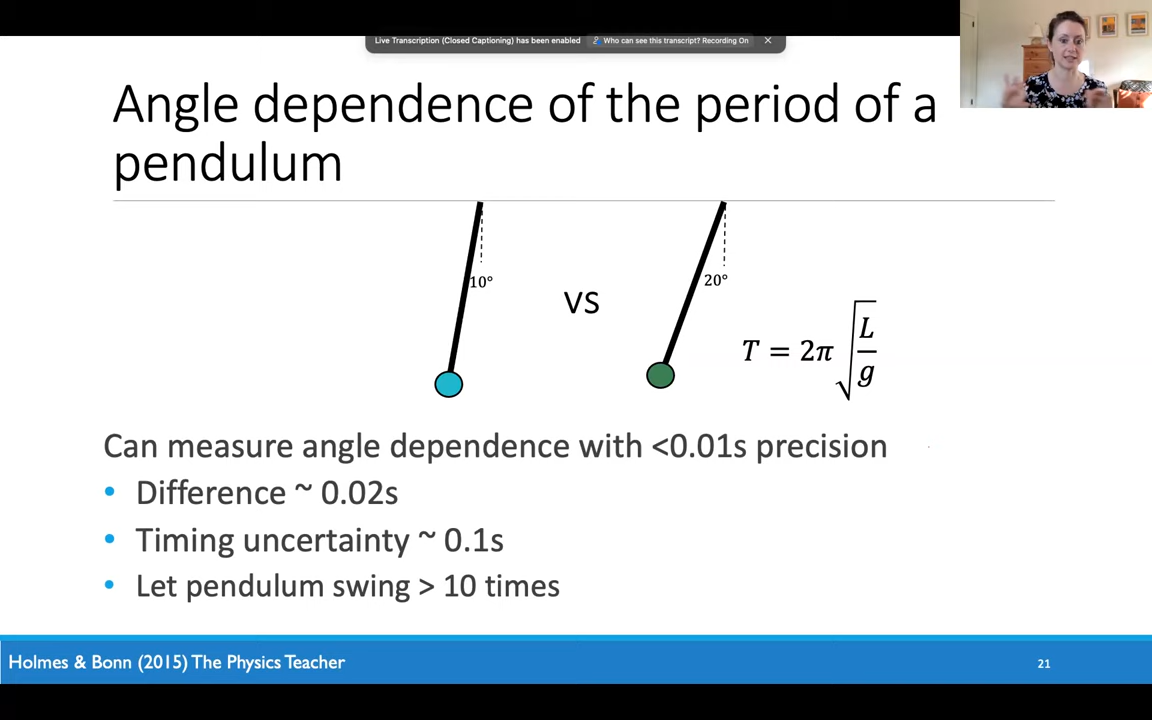 Live Transcription (Closed Captioning) has been enabled Who can see this transcript? Recording On
Angle dependence of the period of a
pendulum
10°
VS
20°
T = 2π √(L/g)
Can measure angle dependence with <0.01s precision
• Difference ~ 0.02s
• Timing uncertainty ~ 0.1s
• Let pendulum swing > 10 times
Holmes & Bonn (2015) The Physics Teacher
21